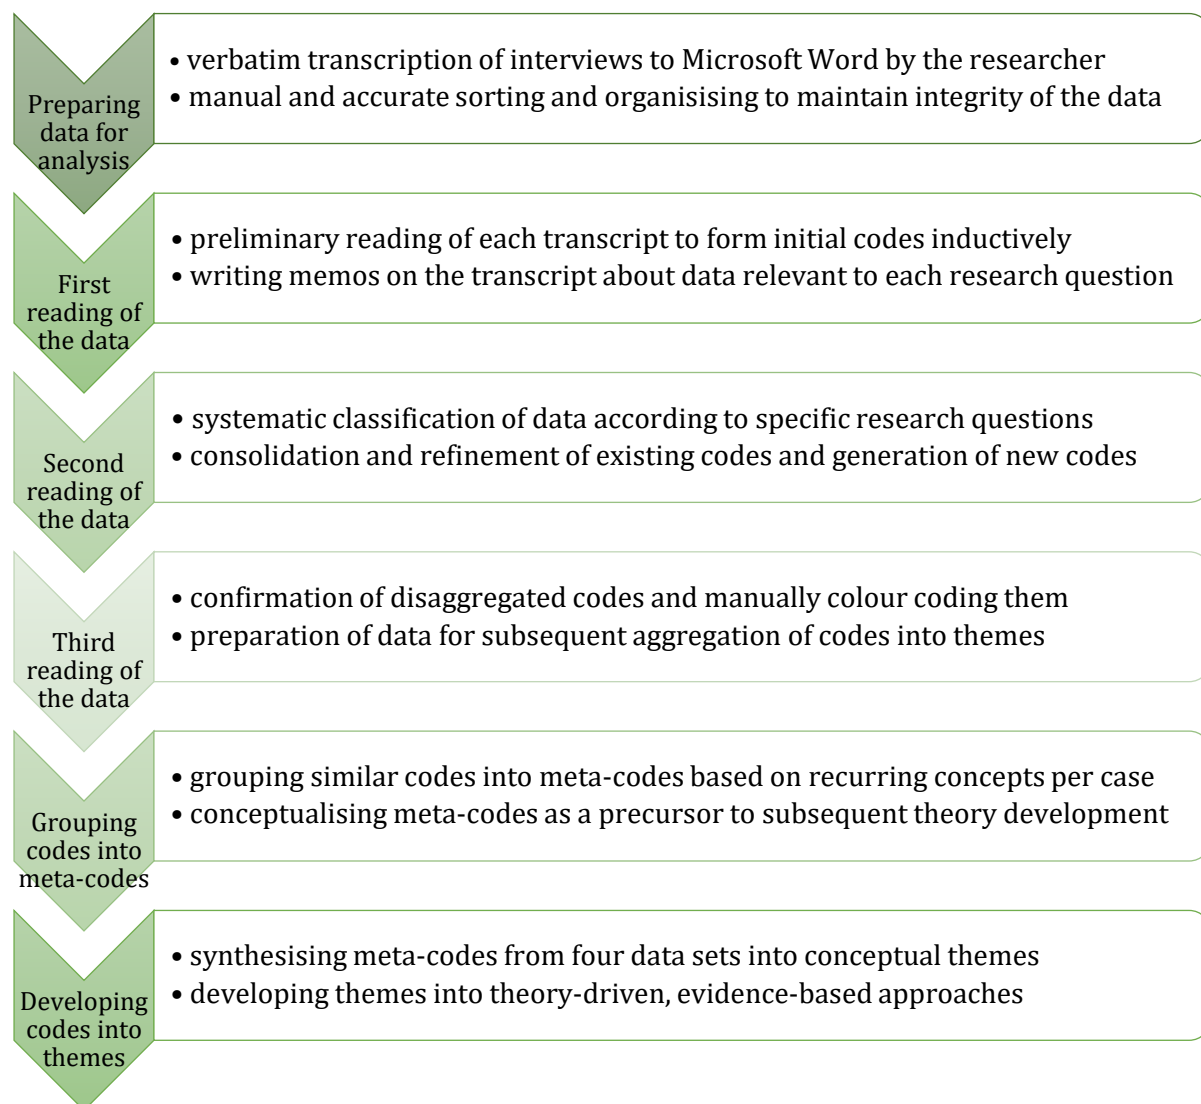 Preparing
data for
analysis
• verbatim transcription of interviews to Microsoft Word by the researcher
• manual and accurate sorting and organisising to maintain integrity of the data
First
reading of
the data
• preliminary reading of each transcript to form initial codes inductively
• writing memos on the transcript about data relevant to each research question
Second
reading of
the data
• systematic classification of data according to specific research questions
• consolidation and refinement of existing codes and generation of new codes
Third
reading of
the data
• confirmation of disaggregated codes and manually colour coding them
• preparation of data for subsequent aggregation of codes into themes
Grouping
codes into
meta-codes
• grouping similar codes into meta-codes based on recurring concepts per case
• conceptualising meta-codes as a precursor to subsequent theory development
Developing
codes into
themes
• synthesising meta-codes from four data sets into conceptual themes
• developing themes into theory-driven, evidence-based approaches